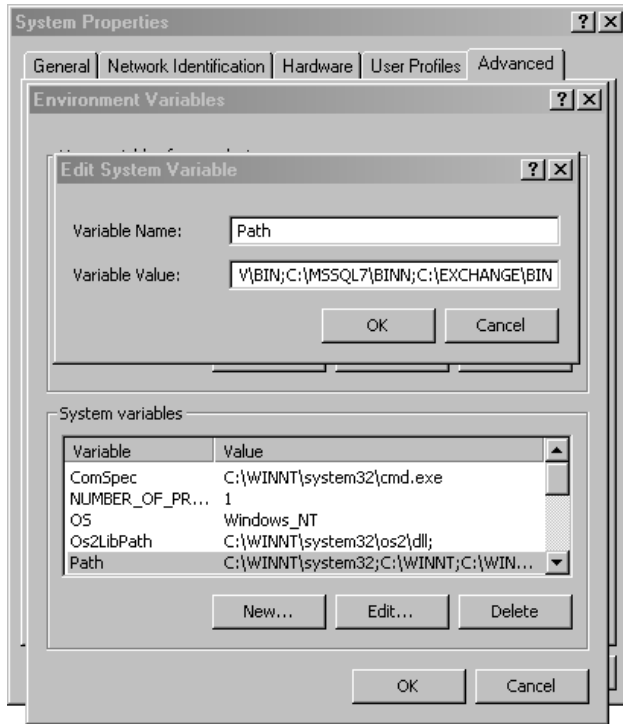 System Properties
General Network Identification Hardware User Profiles Advanced
Environment Variables
Edit System Variable
Variable Name: Path
Variable Value: V\BIN;C:\MSSQL7\BINN;C:\EXCHANGE\BIN
OK Cancel
System variables
Variable Value
ComSpec C:\WINNT\system32\cmd.exe
NUMBER_OF_PR... 1
OS Windows_NT
Os2LibPath C:\WINNT\system32\os2\dll;
Path C:\WINNT\system32;C:\WINNT;C:\WIN...
New... Edit... Delete
OK Cancel